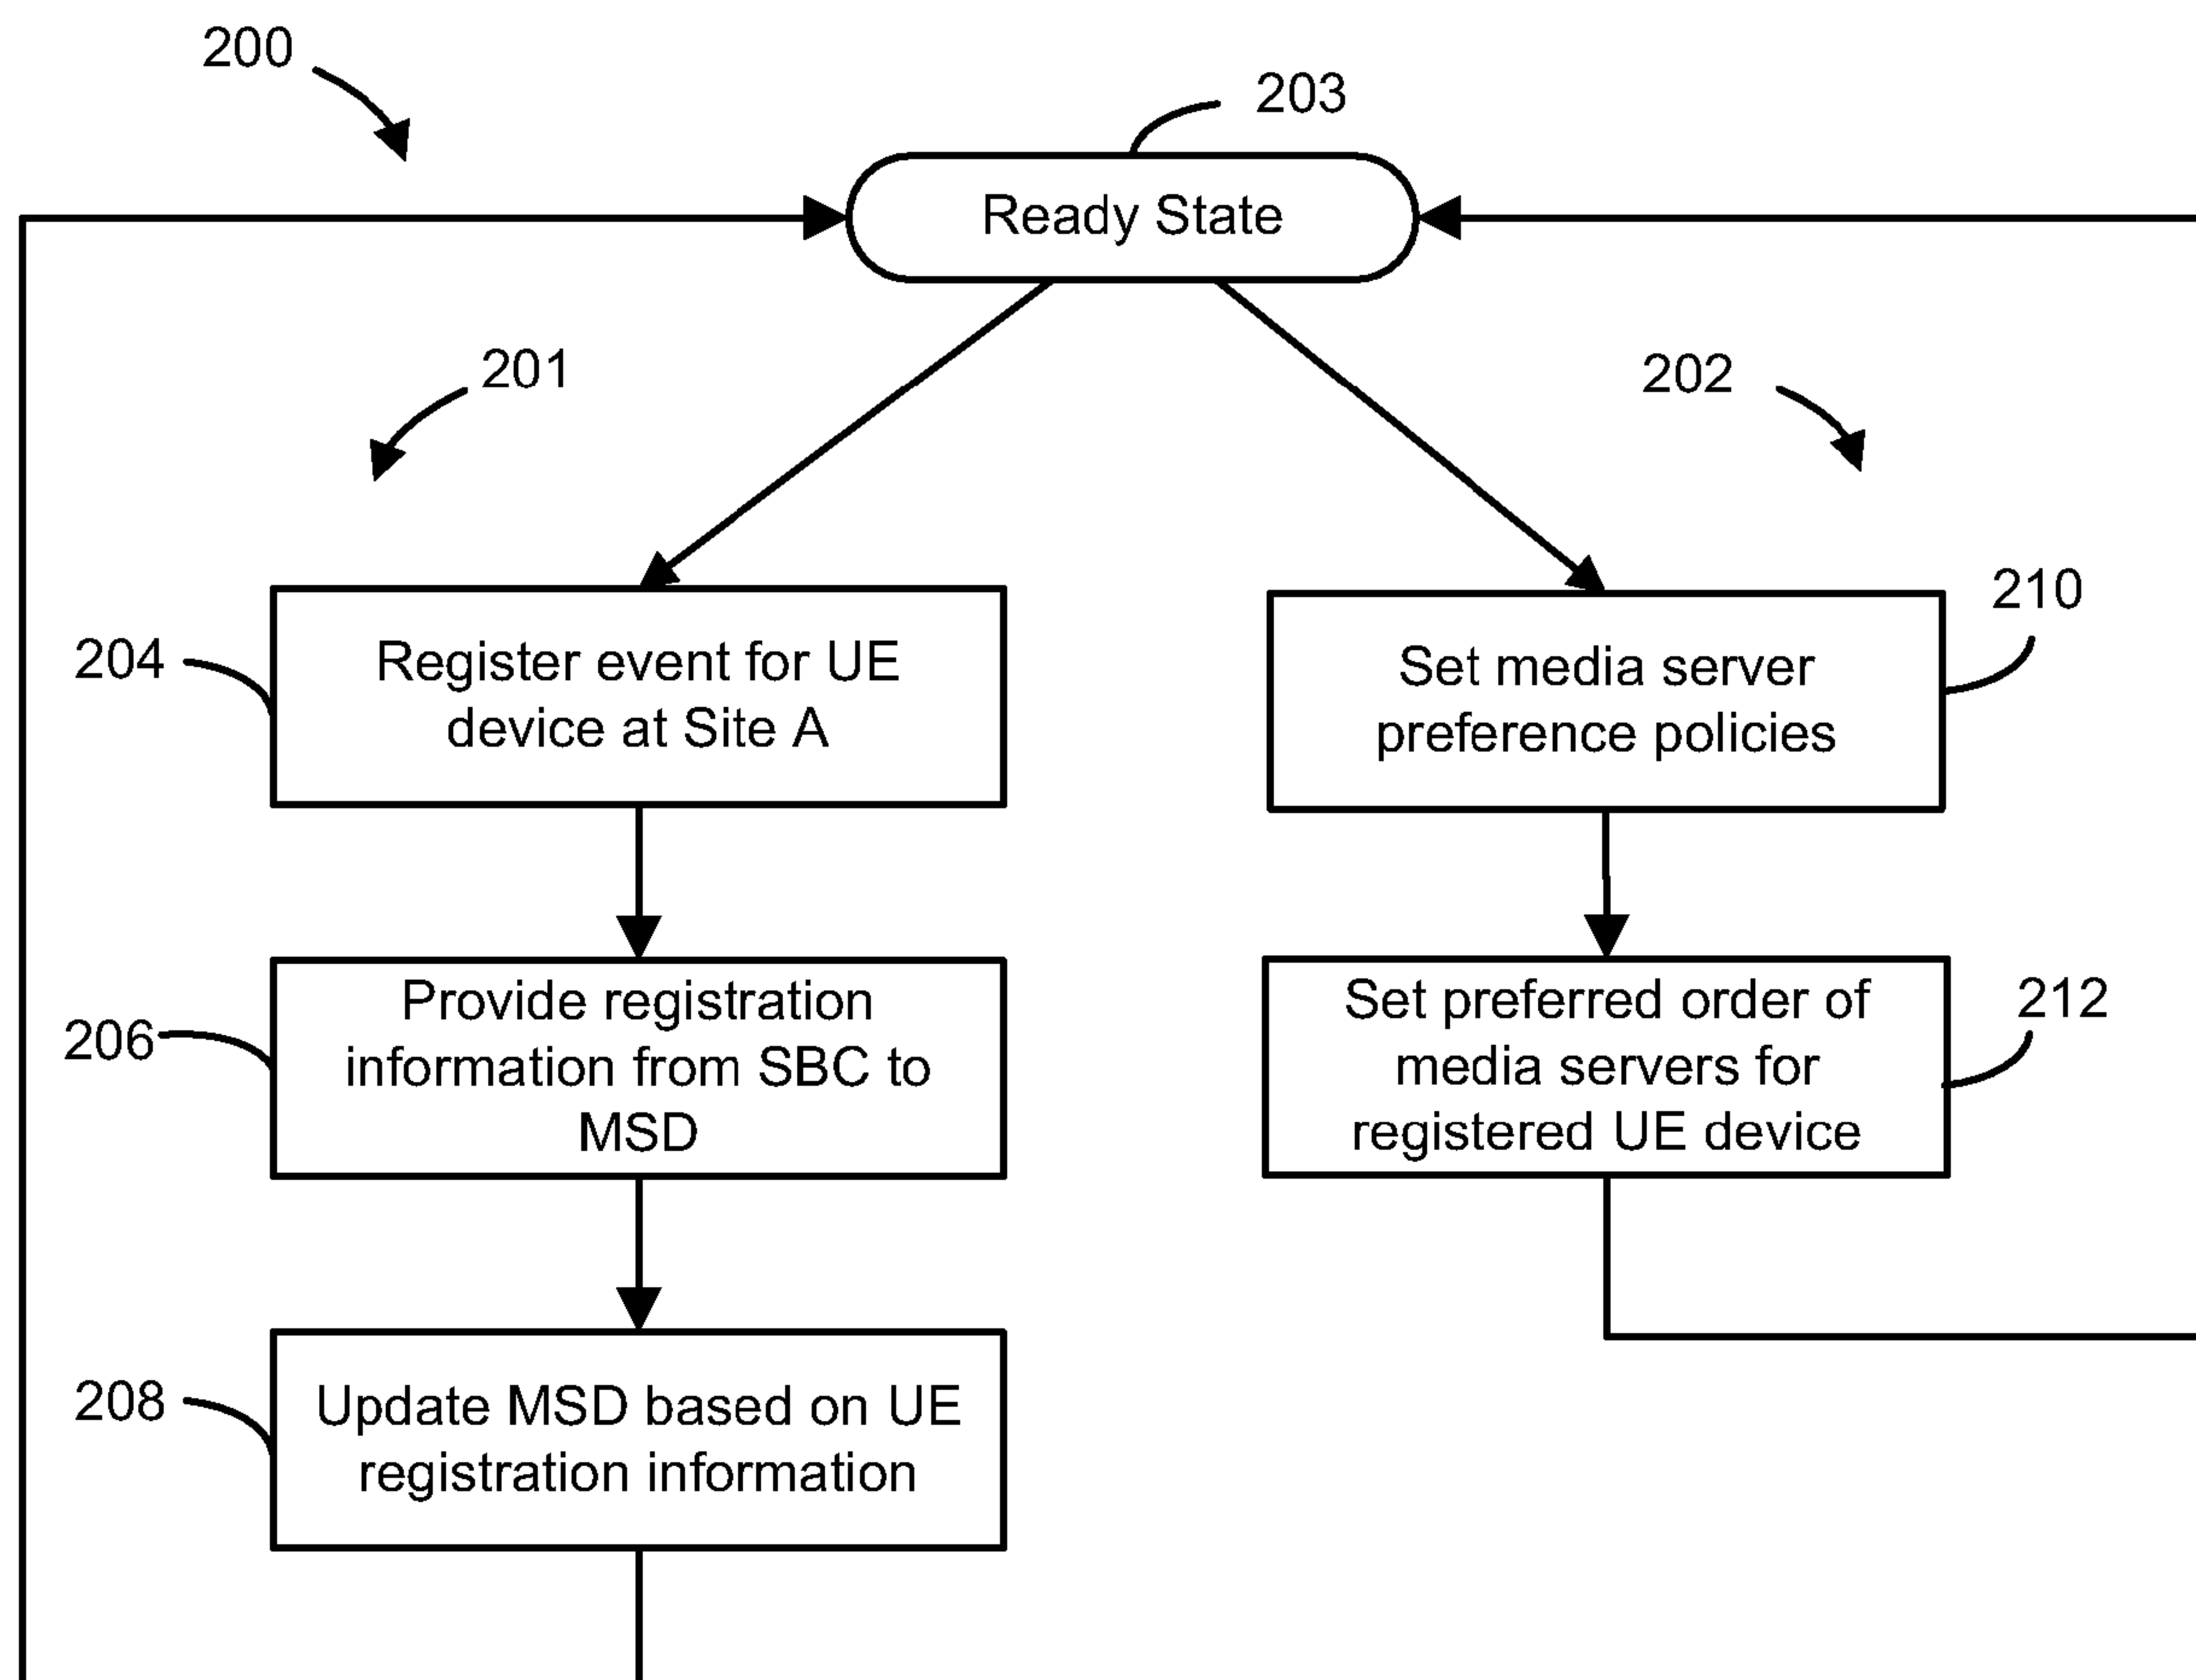 200
203
Ready State
201
202
204
Register event for UE
device at Site A
210
Set media server
preference policies
206
Provide registration
information from SBC to
MSD
212
Set preferred order of
media servers for
registered UE device
208
Update MSD based on UE
registration information